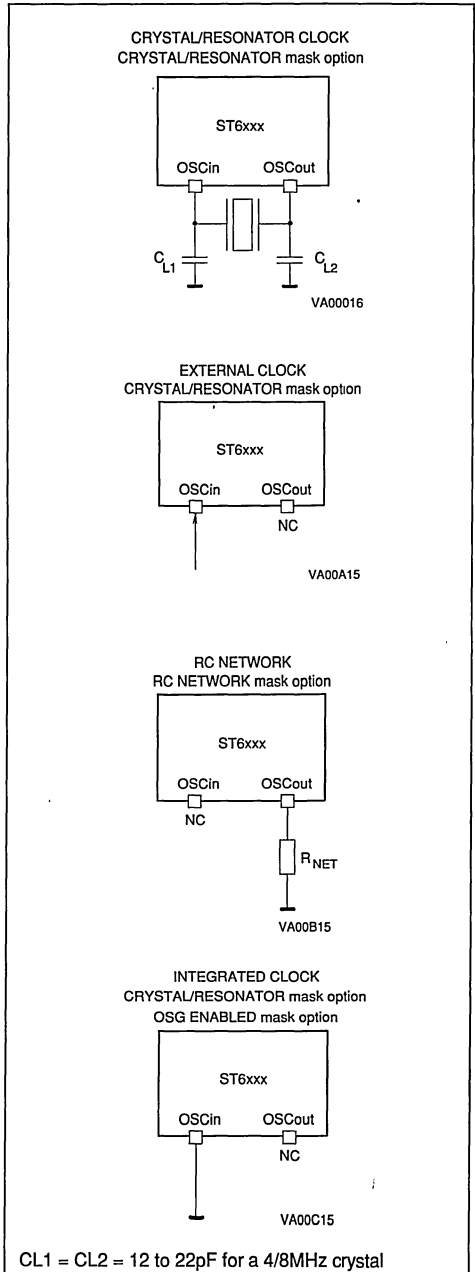 CRYSTAL/RESONATOR CLOCK
CRYSTAL/RESONATOR mask option
ST6xxx
OSCin OSCout
CL1 CL2
VA00016
EXTERNAL CLOCK
CRYSTAL/RESONATOR mask option
ST6xxx
OSCin OSCout
NC
VA00A15
RC NETWORK
RC NETWORK mask option
ST6xxx
OSCin OSCout
NC
RNET
VA00B15
INTEGRATED CLOCK
CRYSTAL/RESONATOR mask option
OSG ENABLED mask option
ST6xxx
OSCin OSCout
NC
VA00C15
CL1 = CL2 = 12 to 22pF for a 4/8MHz crystal